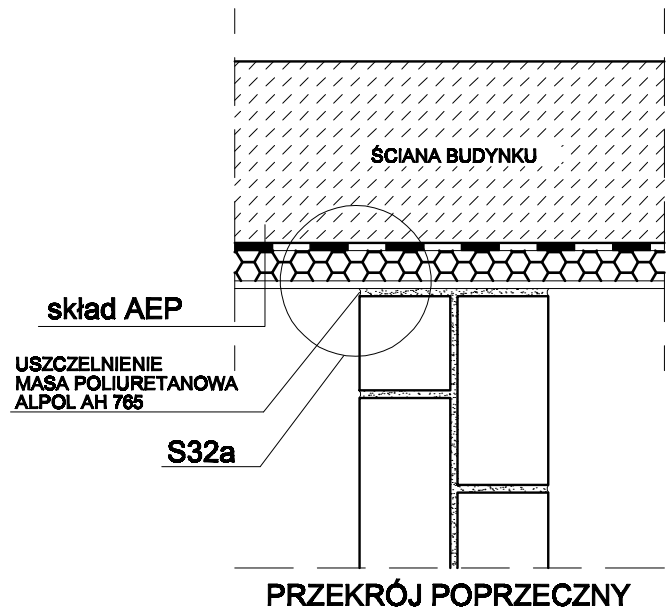 ŚCIANA BUDYNKU
skład AEP
USZCZELNIENIE
MASA POLIURETANOWA
ALPOL AH 765
S32a
PRZEKRÓJ POPRZECZNY